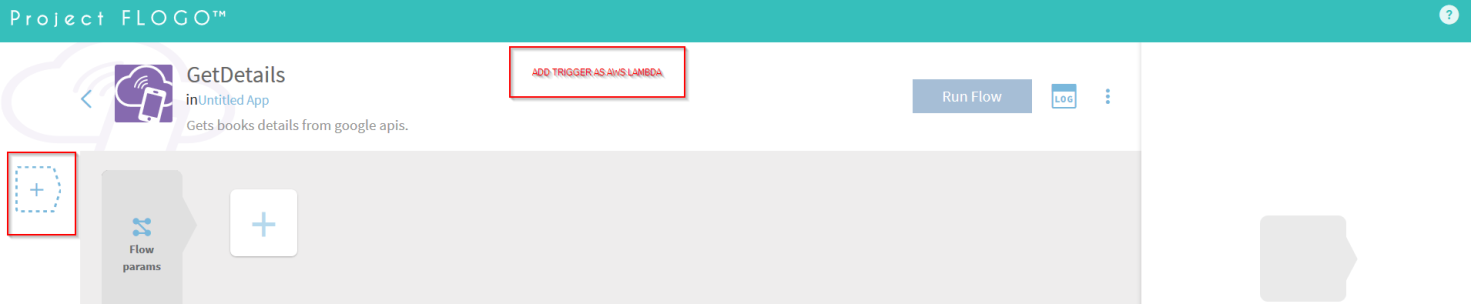 Project FLOGO™
?
GetDetails
ADD TRIGGER AS AWS LAMBDA
inUntitled App
Run Flow
LOG
Gets books details from google apis.
Flow
params